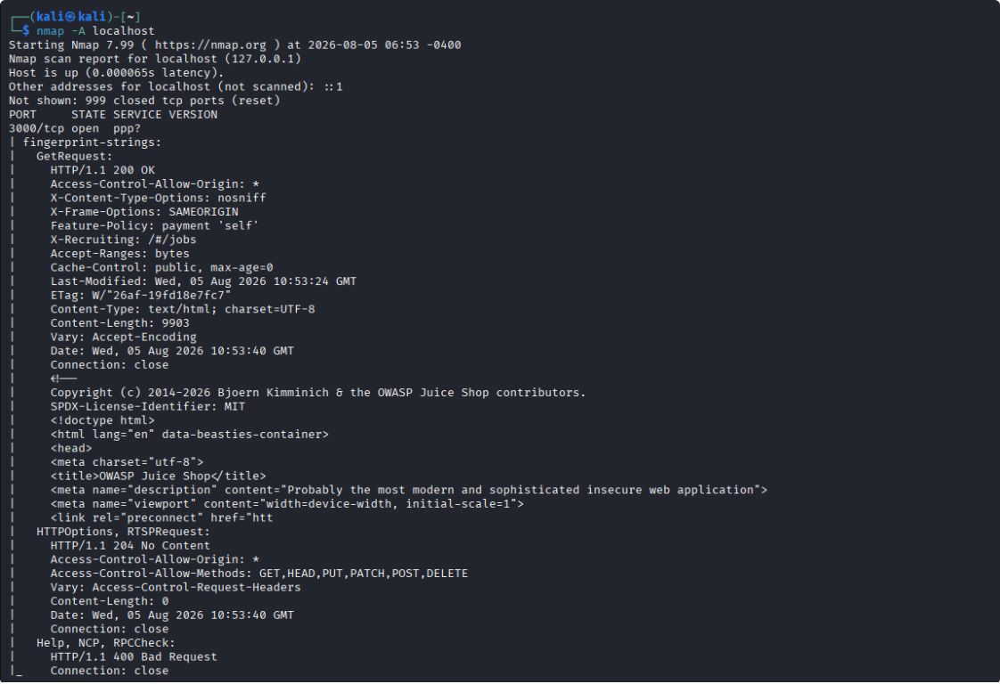 ┌──(kali㉿kali)-[~]
└─$ nmap -A localhost
Starting Nmap 7.99 ( https://nmap.org ) at 2026-08-05 06:53 -0400
Nmap scan report for localhost (127.0.0.1)
Host is up (0.000065s latency).
Other addresses for localhost (not scanned): ::1
Not shown: 999 closed tcp ports (reset)
PORT     STATE SERVICE VERSION
3000/tcp open  ppp?
| fingerprint-strings:
|   GetRequest:
|     HTTP/1.1 200 OK
|     Access-Control-Allow-Origin: *
|     X-Content-Type-Options: nosniff
|     X-Frame-Options: SAMEORIGIN
|     Feature-Policy: payment 'self'
|     X-Recruiting: /#/jobs
|     Accept-Ranges: bytes
|     Cache-Control: public, max-age=0
|     Last-Modified: Wed, 05 Aug 2026 10:53:24 GMT
|     ETag: W/"26af-19fd18e7fc7"
|     Content-Type: text/html; charset=UTF-8
|     Content-Length: 9903
|     Vary: Accept-Encoding
|     Date: Wed, 05 Aug 2026 10:53:40 GMT
|     Connection: close
|     <!--
|     Copyright (c) 2014-2026 Bjoern Kimminich & the OWASP Juice Shop contributors.
|     SPDX-License-Identifier: MIT
|     <!doctype html>
|     <html lang="en" data-beasties-container>
|     <head>
|     <meta charset="utf-8">
|     <title>OWASP Juice Shop</title>
|     <meta name="description" content="Probably the most modern and sophisticated insecure web application">
|     <meta name="viewport" content="width=device-width, initial-scale=1">
|     <link rel="preconnect" href="htt
|   HTTPOptions, RTSPRequest:
|     HTTP/1.1 204 No Content
|     Access-Control-Allow-Origin: *
|     Access-Control-Allow-Methods: GET,HEAD,PUT,PATCH,POST,DELETE
|     Vary: Access-Control-Request-Headers
|     Content-Length: 0
|     Date: Wed, 05 Aug 2026 10:53:40 GMT
|     Connection: close
|   Help, NCP, RPCCheck:
|     HTTP/1.1 400 Bad Request
|_    Connection: close